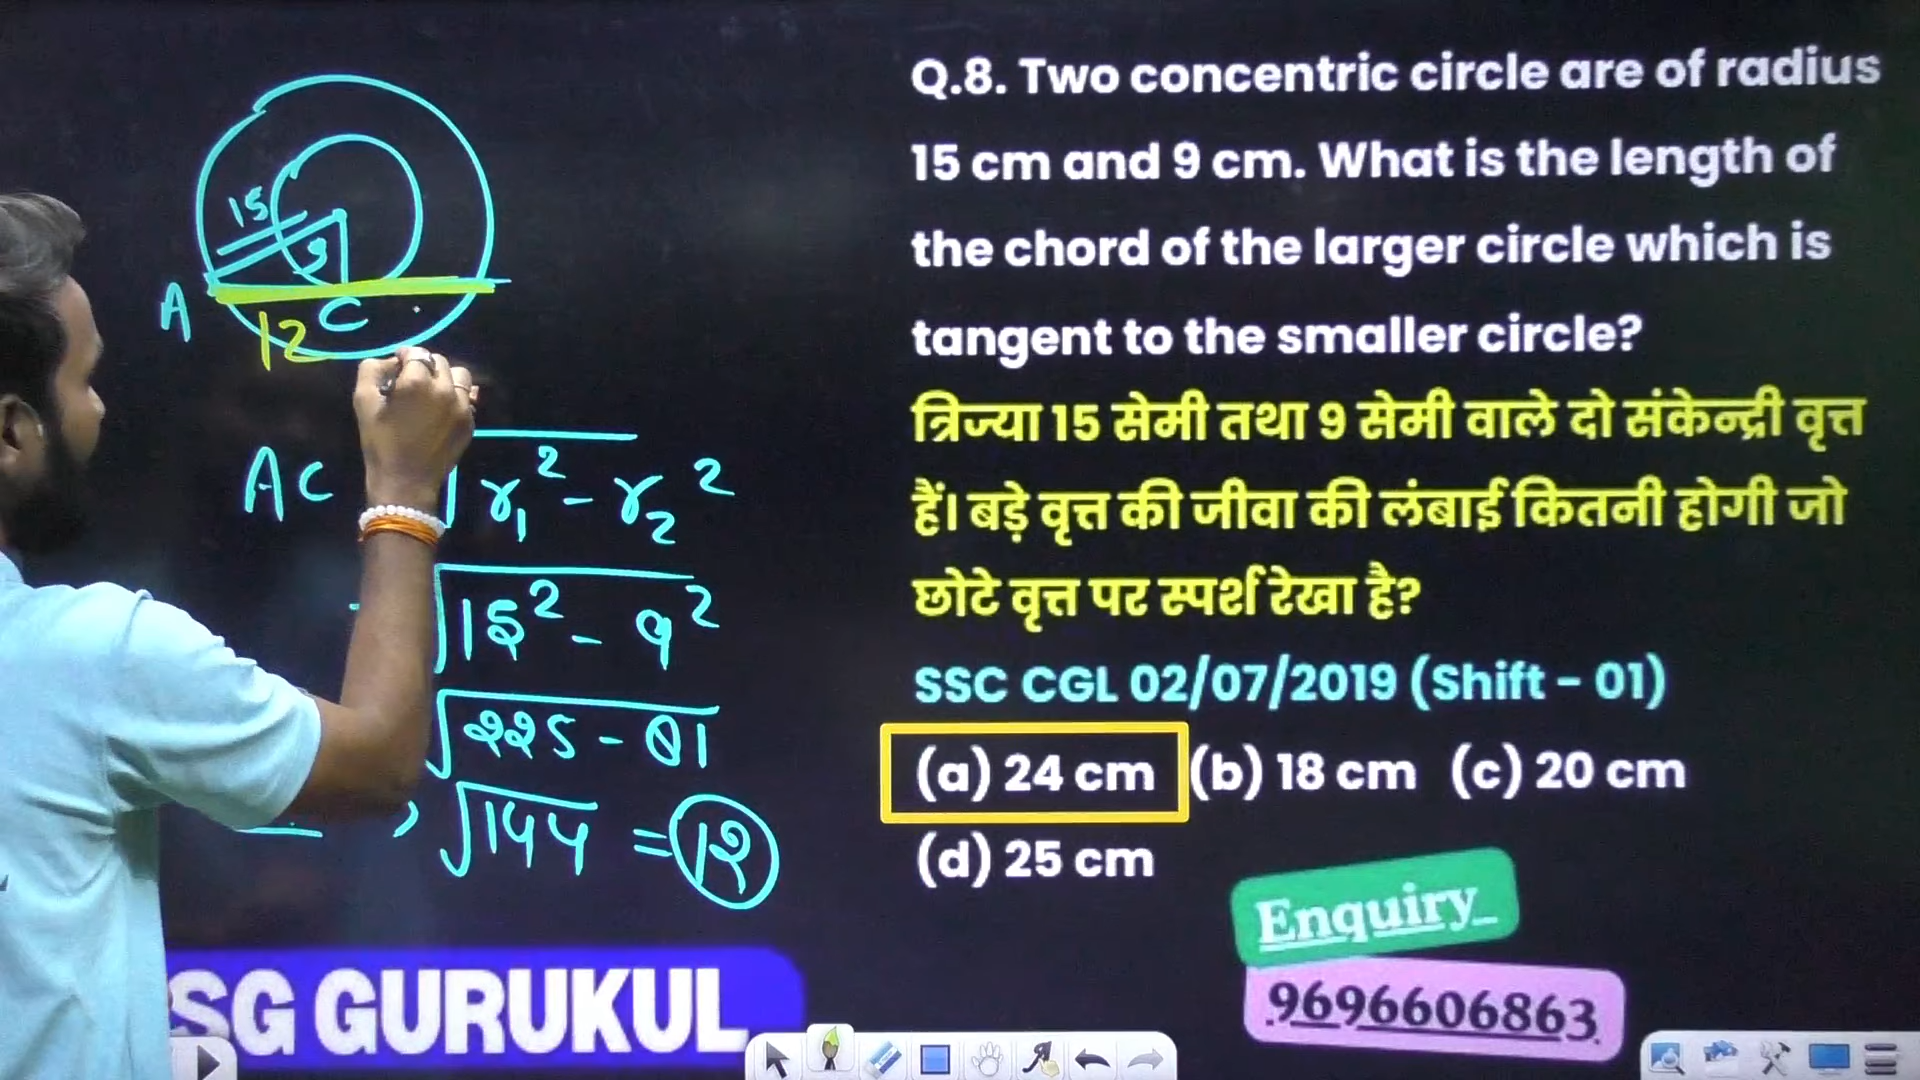 Q.8. Two concentric circle are of radius
15 cm and 9 cm. What is the length of
the chord of the larger circle which is
tangent to the smaller circle?
त्रिज्या 15 सेमी तथा 9 सेमी वाले दो संकेन्द्री वृत्त
हैं। बड़े वृत्त की जीवा की लंबाई कितनी होगी जो
छोटे वृत्त पर स्पर्श रेखा है?
SSC CGL 02/07/2019 (Shift - 01)
(a) 24 cm (b) 18 cm (c) 20 cm
(d) 25 cm
15
9
A
12
C
AC √r₁² - r₂²
√15² - 9²
√225 - 81
√144 = 12
Enquiry
9696606863
SG GURUKUL